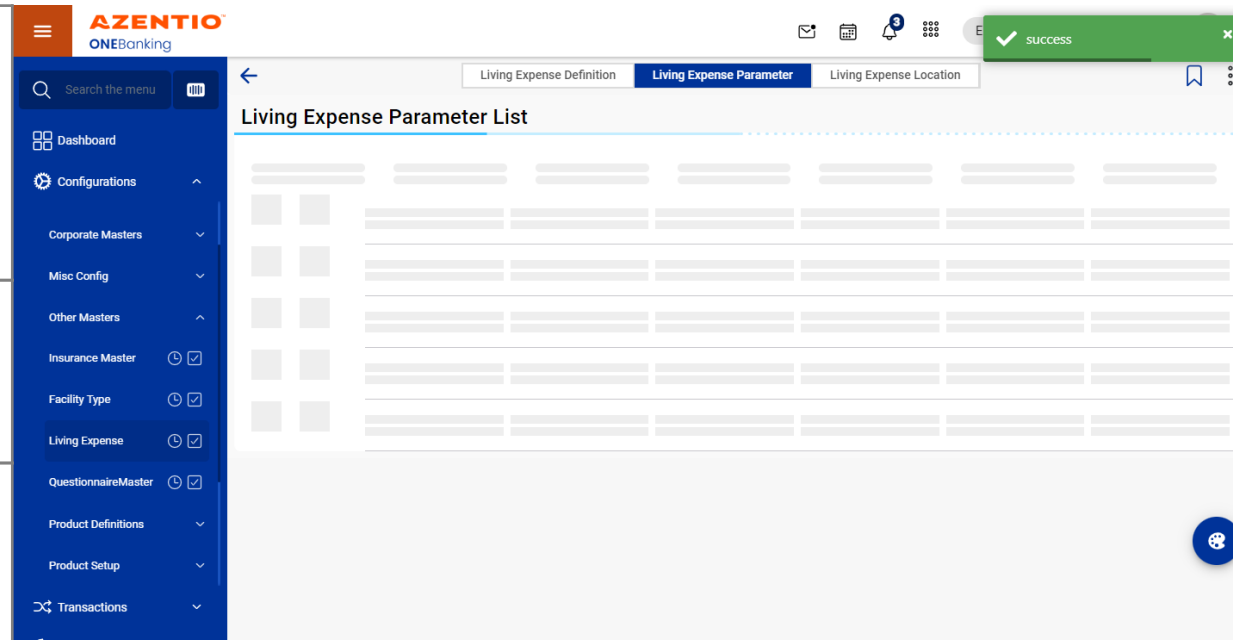 AZENTIO
ONEBanking
3
E
success
Search the menu
Living Expense Definition
Living Expense Parameter
Living Expense Location
Living Expense Parameter List
Dashboard
Configurations
Corporate Masters
Misc Config
Other Masters
Insurance Master
Facility Type
Living Expense
QuestionnaireMaster
Product Definitions
Product Setup
Transactions